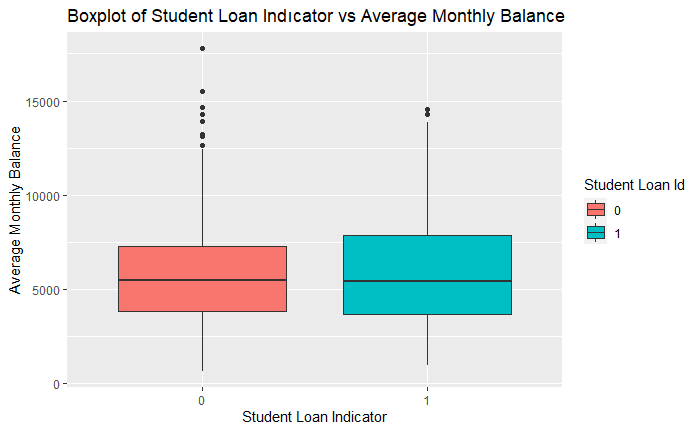 Boxplot of Student Loan Indicator vs Average Monthly Balance
Average Monthly Balance
15000
10000
5000
0
0
1
Student Loan Indicator
Student Loan Id
0
1